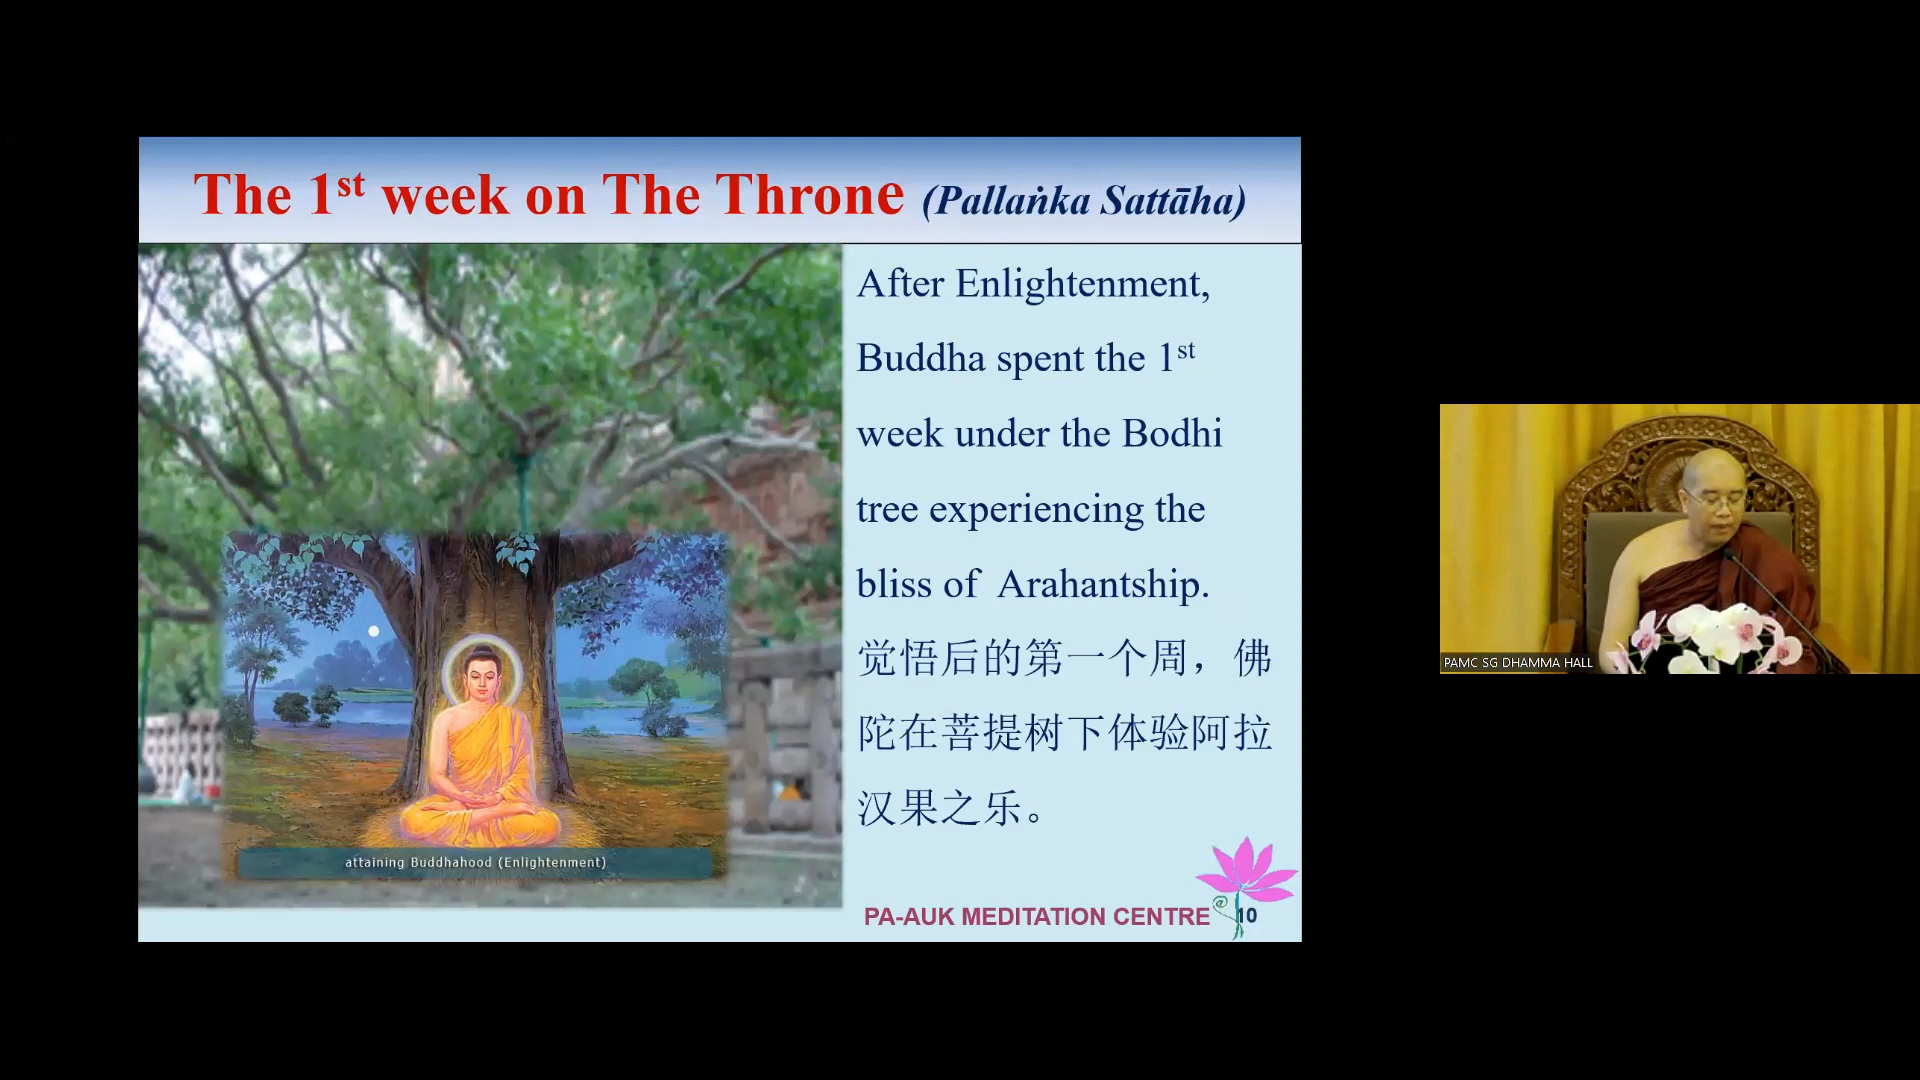 The 1st week on The Throne (Pallaṅka Sattāha)
After Enlightenment,
Buddha spent the 1st
week under the Bodhi
tree experiencing the
bliss of Arahantship.
觉悟后的第一个周，佛
陀在菩提树下体验阿拉
汉果之乐。
attaining Buddhahood (Enlightenment)
PA-AUK MEDITATION CENTRE
@
10
PAMC SG DHAMMA HALL